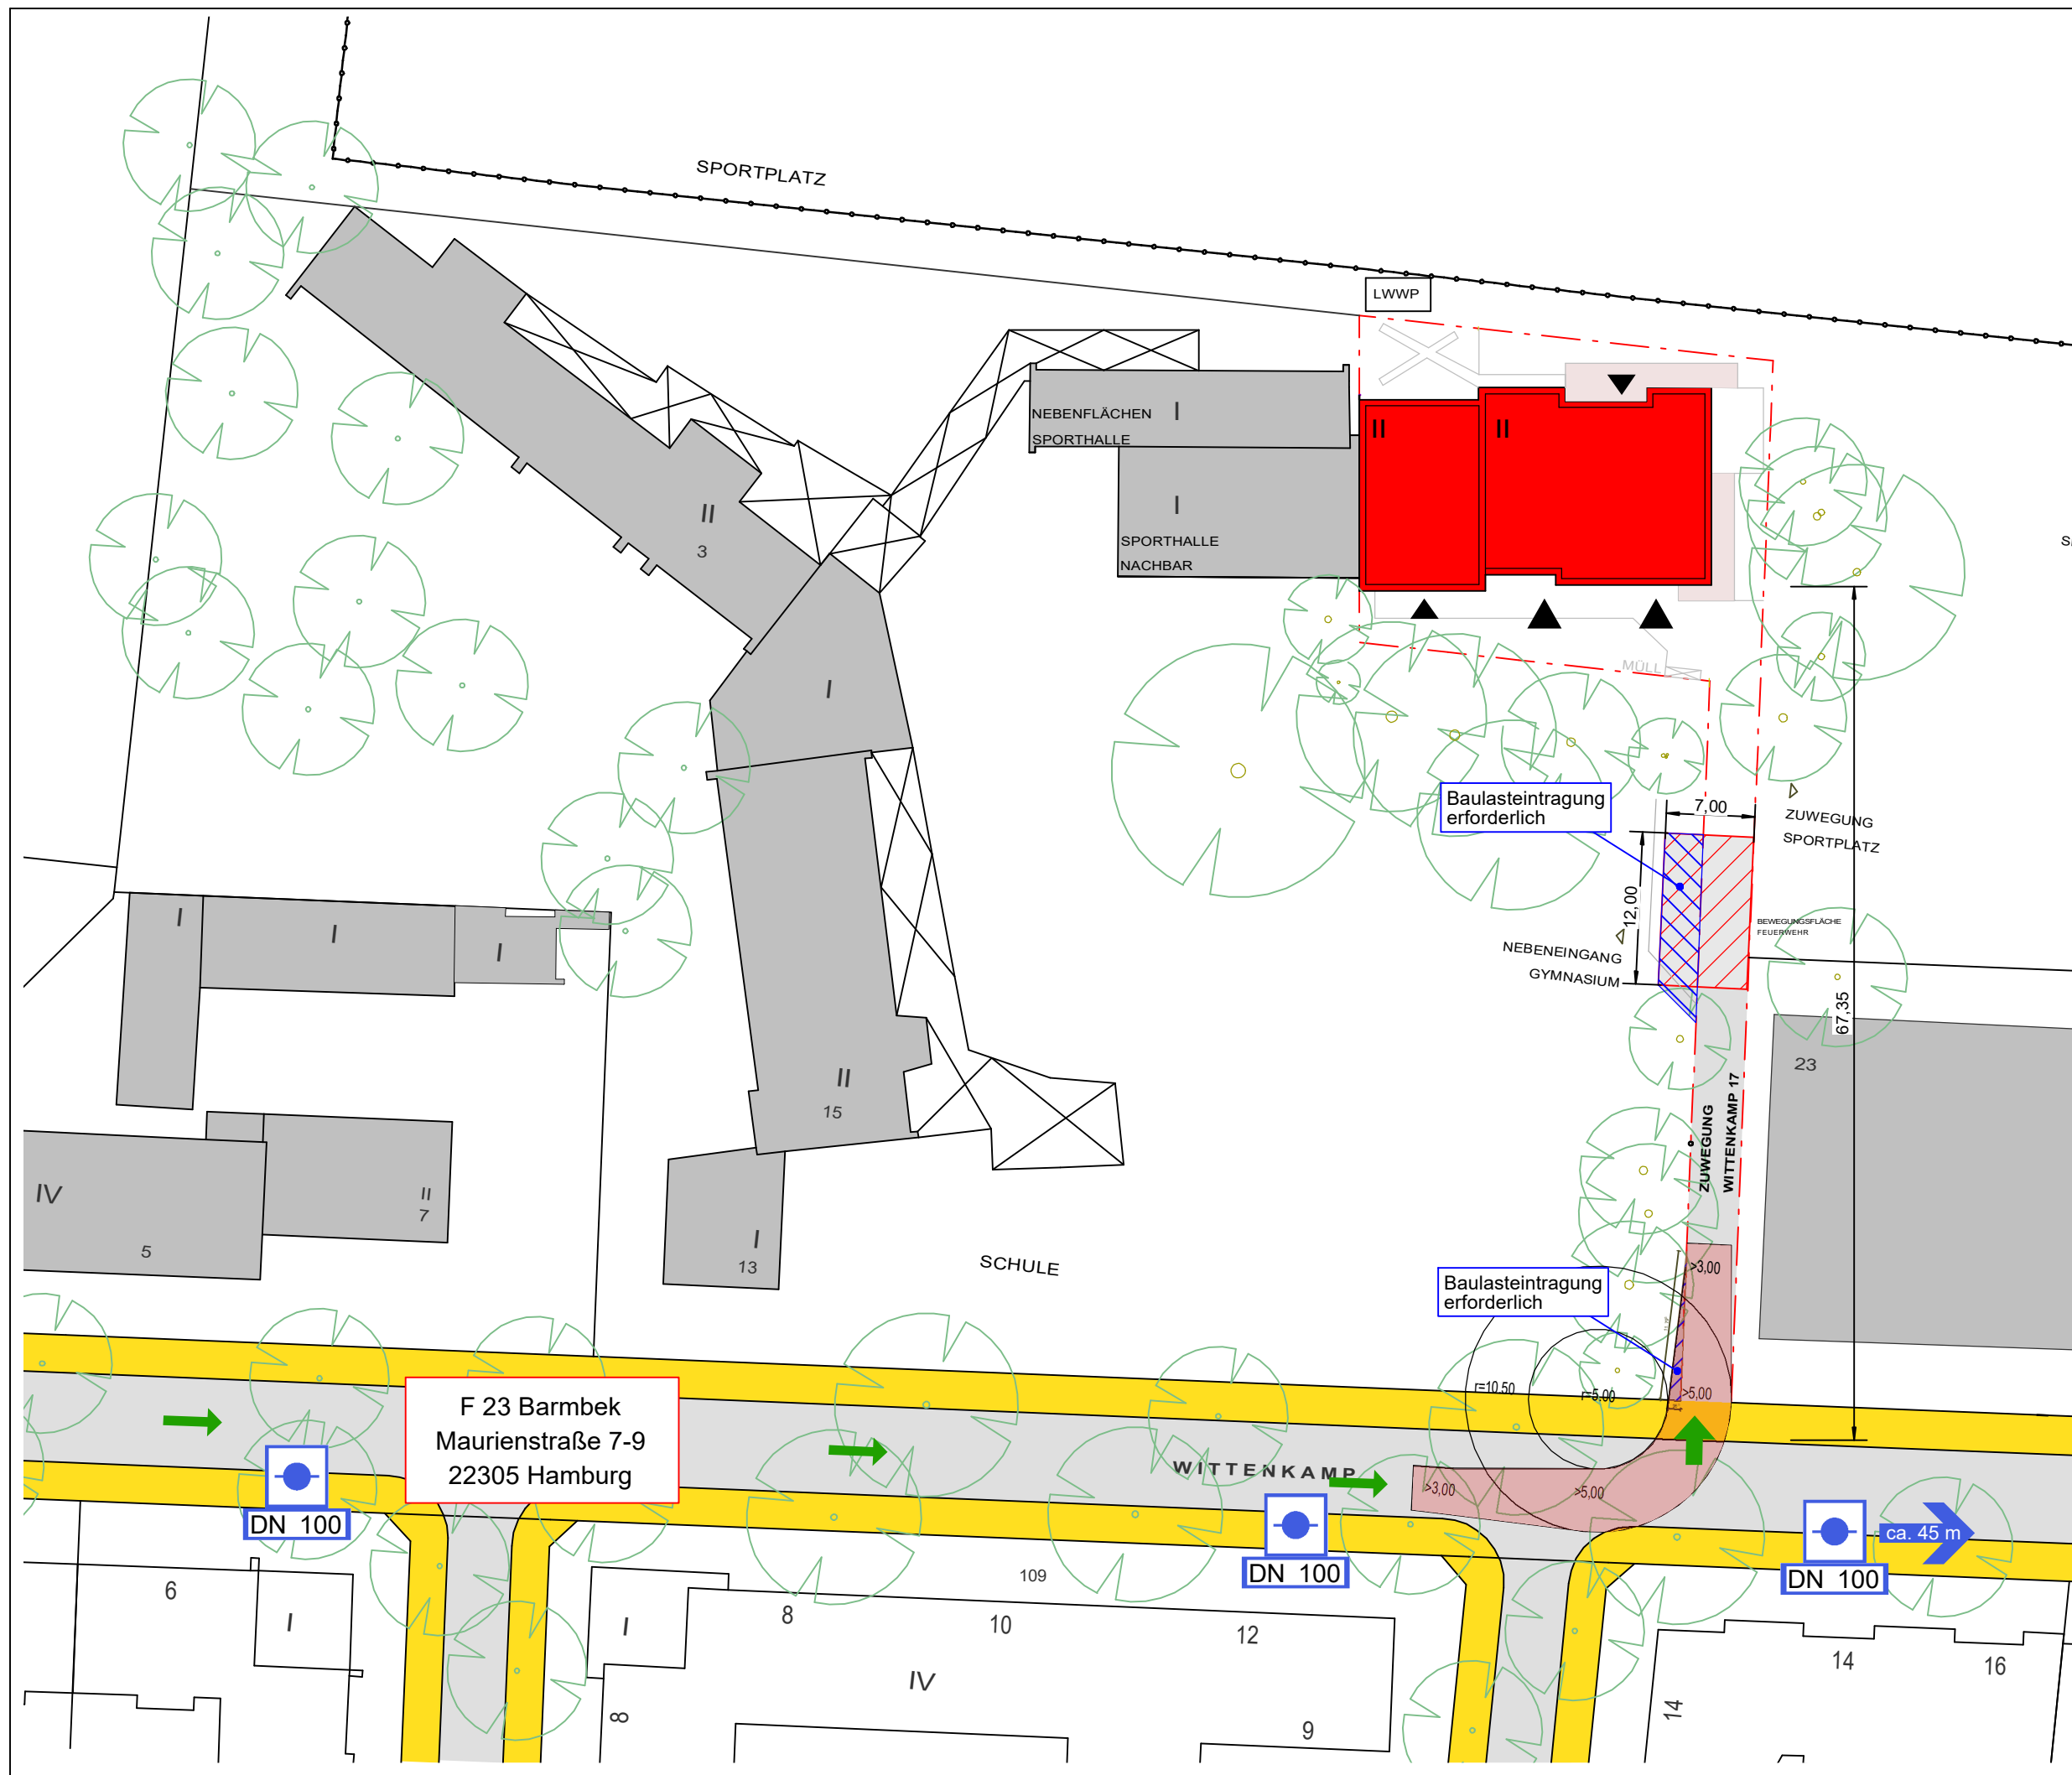 SPORTPLATZ
LWWP
NEBENFLÄCHEN
SPORTHALLE
I
II
II
I
SPORTHALLE
NACHBAR
II
3
I
MÜLL
Baulasteintragung
erforderlich
7,00
ZUWEGUNG
SPORTPLATZ
12,00
BEWEGUNGSFLÄCHE
FEUERWEHR
NEBENEINGANG
GYMNASIUM
67,35
I
I
I
II
15
23
ZUWEGUNG
WITTENKAMP 17
IV
5
II
7
I
13
SCHULE
>3,00
Baulasteintragung
erforderlich
r=10.50
r=5.00
>5,00
F 23 Barmbek
Maurienstraße 7-9
22305 Hamburg
WITTENKAMP
>3,00
>5,00
DN 100
DN 100
DN 100
ca. 45 m
6
I
I
8
109
8
10
12
IV
9
14
14
16